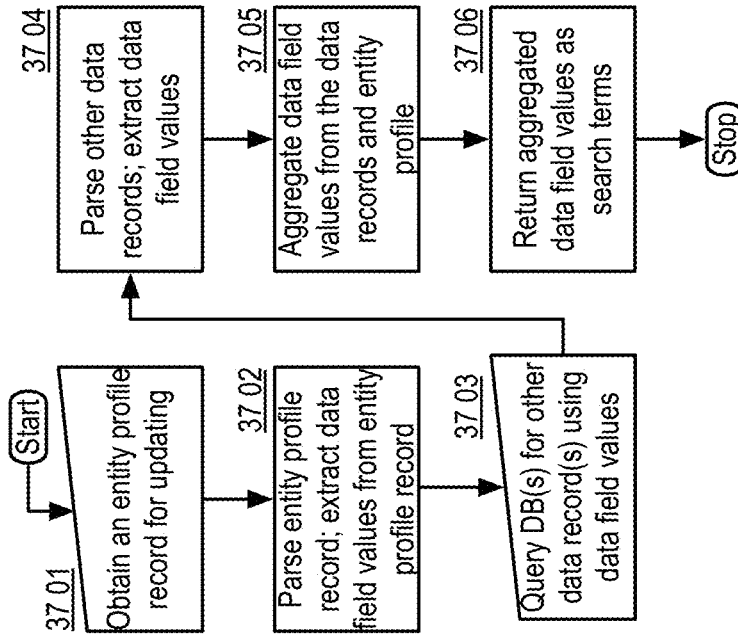 Start
37 01
Obtain an entity profile
record for updating
37 02
Parse entity profile
record; extract data
field values from entity
profile record
37 03
Query DB(s) for other
data record(s) using
data field values
37 04
Parse other data
records; extract data
field values
37 05
Aggregate data field
values from the data
records and entity
profile
37 06
Return aggregated
data field values as
search terms
Stop